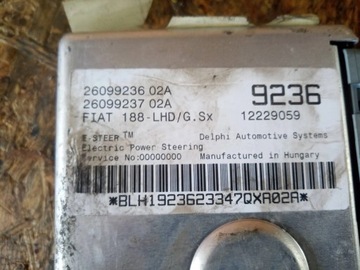 26099236 02A
26099237 02A
FIAT 188-LHD/G.Sx
9236
12229059
E-STEER™ Delphi Automotive Systems
Electric Power Steering
Service No:00000000 Manufactured in Hungary
*BLH1923623347QXA02A*